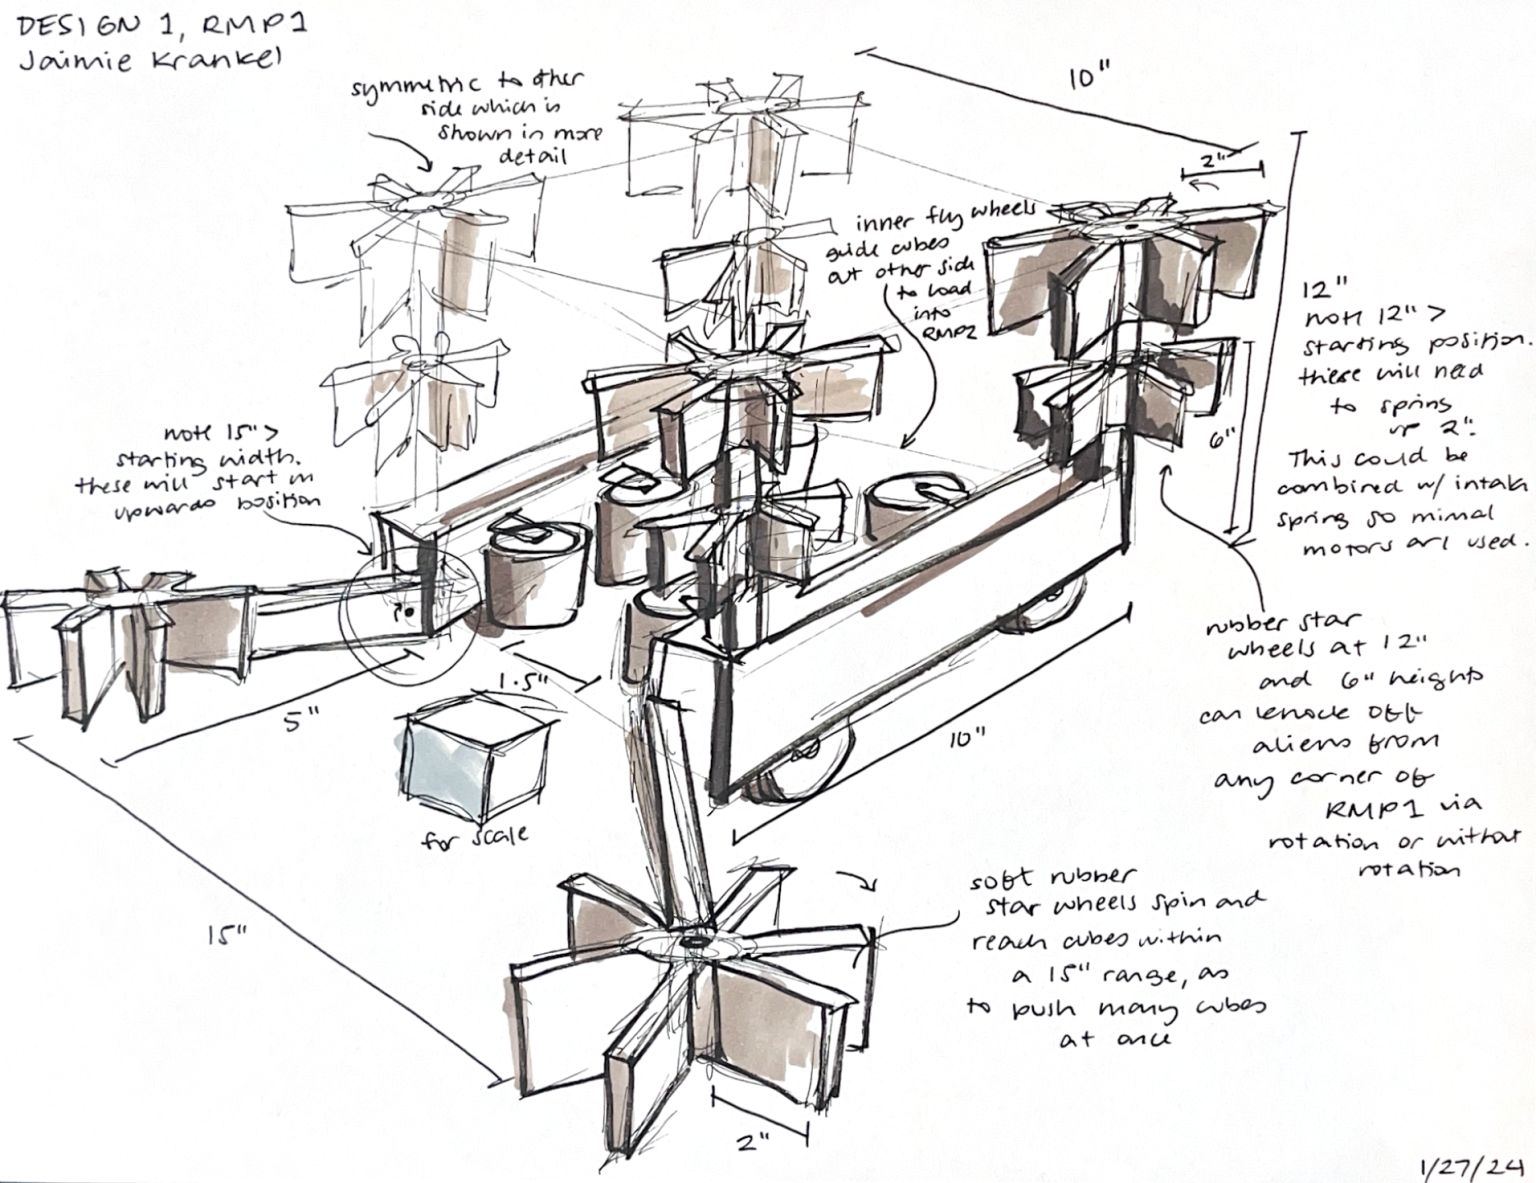 DESIGN 1, RMP1
Jaimie Krankel
symmetric to other
side which is
shown in more
detail
10"
2"
inner fly wheels
guide cubes
out other side
to load
into
RMP2
12"
note 12" >
starting position.
these will need
to spring
up 2".
This could be
combined w/ intake
spring so minimal
motors are used.
6"
note 15" >
starting width.
these will start in
upwards position
rubber star
wheels at 12"
and 6" heights
can knock off
aliens from
any corner of
RMP1 via
rotation or without
rotation
1.5"
5"
10"
for scale
15"
soft rubber
star wheels spin and
reach cubes within
a 15" range, as
to push many cubes
at once
2"
1/27/24